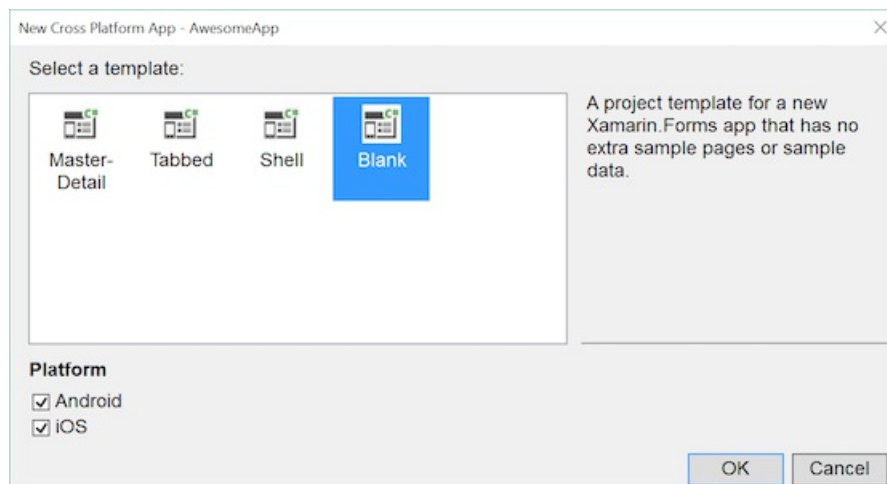 New Cross Platform App - AwesomeApp
Select a template:
C#
Master-
Detail
C#
Tabbed
C#
Shell
C#
Blank
A project template for a new
Xamarin.Forms app that has no
extra sample pages or sample
data.
Platform
Android
iOS
OK
Cancel